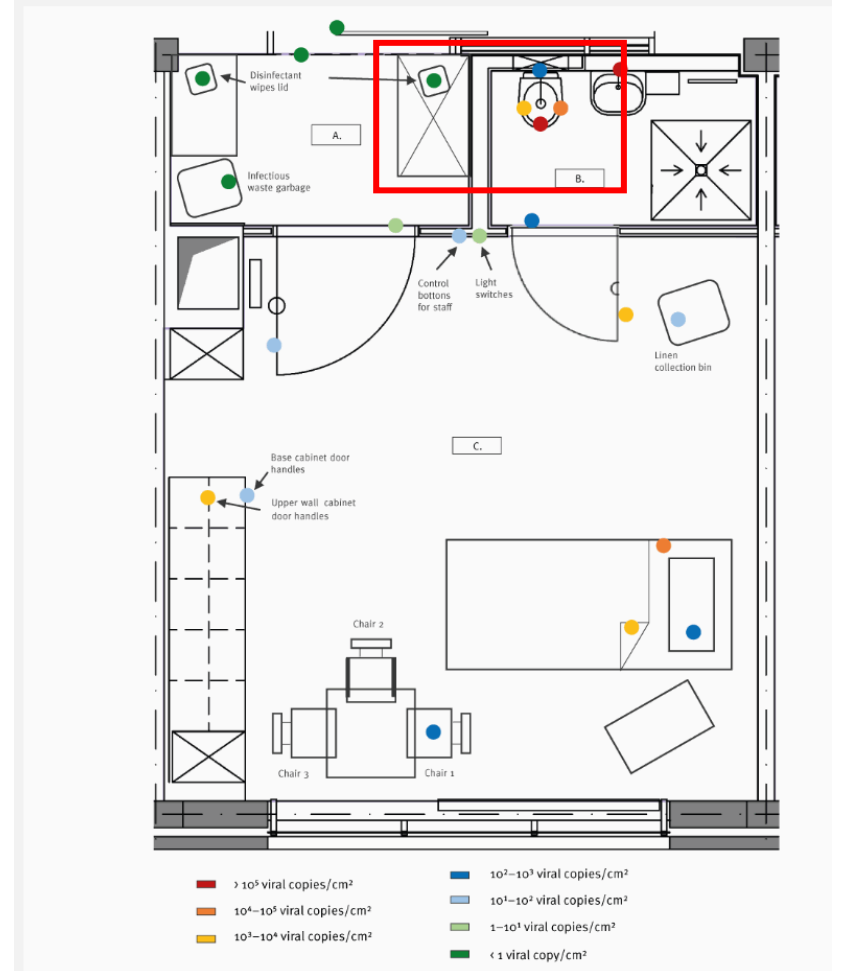 Disinfectant
wipes lid
A.
Infectious
waste garbage
B.
Control
bottons
for staff
Light
switches
Linen
collection bin
C.
Base cabinet door
handles
Upper wall cabinet
door handles
Chair 2
Chair 3
Chair 1
> 10⁵ viral copies/cm²
10⁴–10⁵ viral copies/cm²
10³–10⁴ viral copies/cm²
10²–10³ viral copies/cm²
10¹–10² viral copies/cm²
1–10¹ viral copies/cm²
< 1 viral copy/cm²